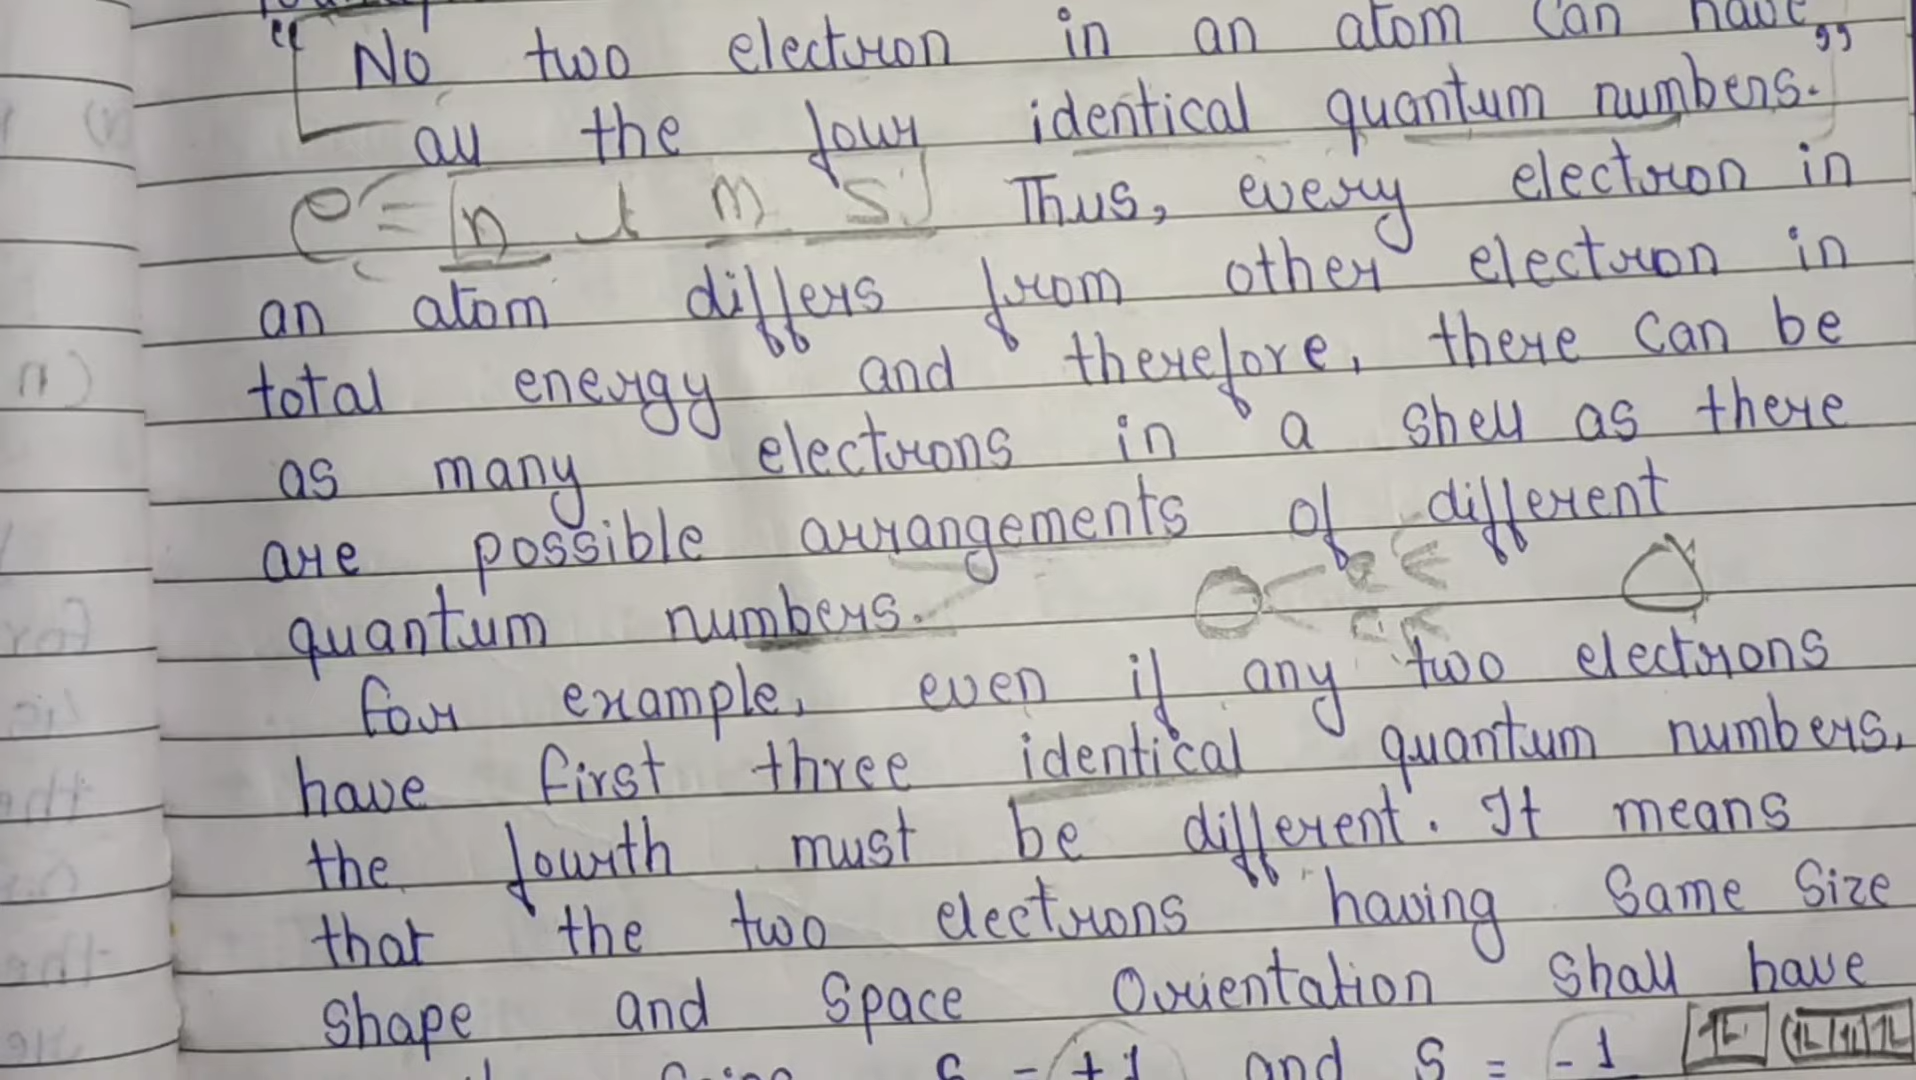 "No two electron in an atom can have
all the four identical quantum numbers."
e = [n l m s] Thus, every electron in
an atom differs from other electron in
total energy and therefore, there can be
as many electrons in a shell as there
are possible arrangements of different
quantum numbers.
for example, even if any two electrons
have first three identical quantum numbers,
the fourth must be different. It means
that the two electrons having same size
shape and space orientation shall have
s = +1 and s = -1